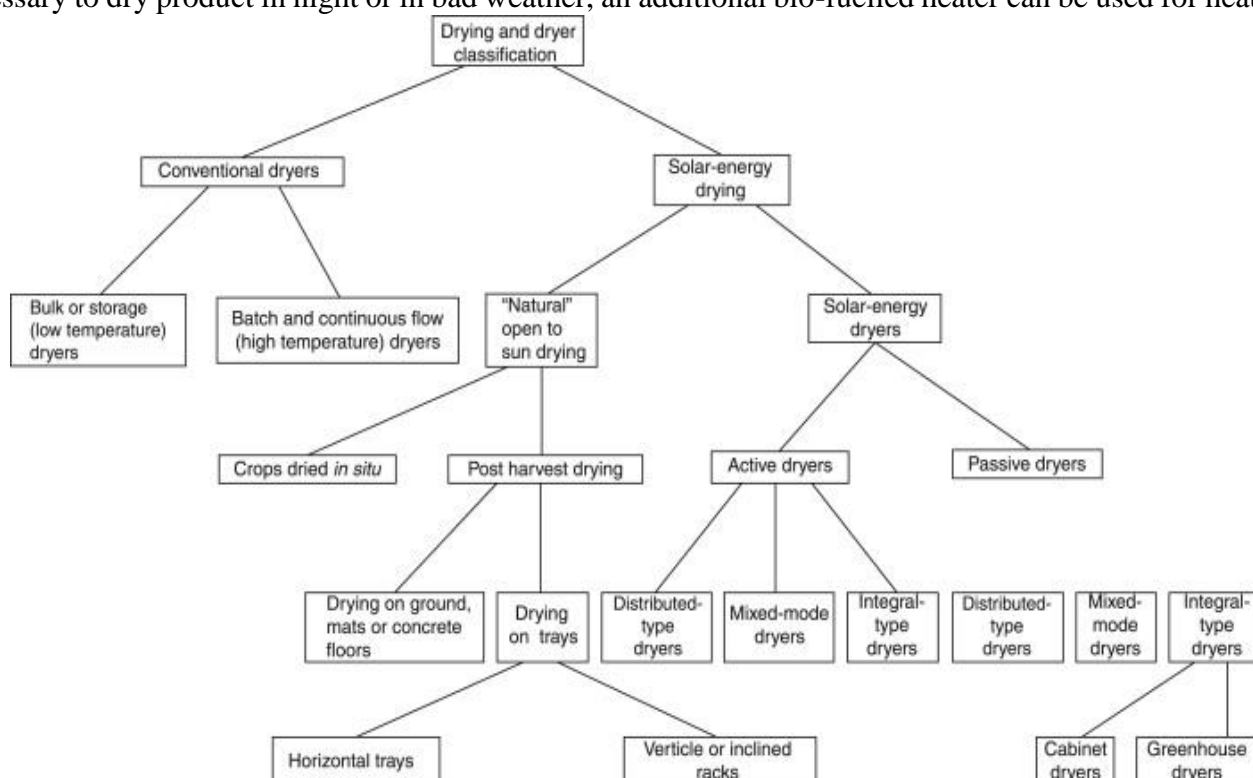 essary to dry product in night or in bad weather, an additional bio-fuelled heater can be used for heat
Drying and dryer
classification
Conventional dryers
Solar-energy
drying
Bulk or storage
(low temperature)
dryers
Batch and continuous flow
(high temperature) dryers
"Natural"
open to
sun drying
Solar-energy
dryers
Crops dried in situ
Post harvest drying
Active dryers
Passive dryers
Drying on ground,
mats or concrete
floors
Drying
on trays
Distributed-
type
dryers
Mixed-mode
dryers
Integral-
type
dryers
Distributed-
type
dryers
Mixed-
mode
dryers
Integral-
type
dryers
Horizontal trays
Verticle or inclined
racks
Cabinet
dryers
Greenhouse
dryers